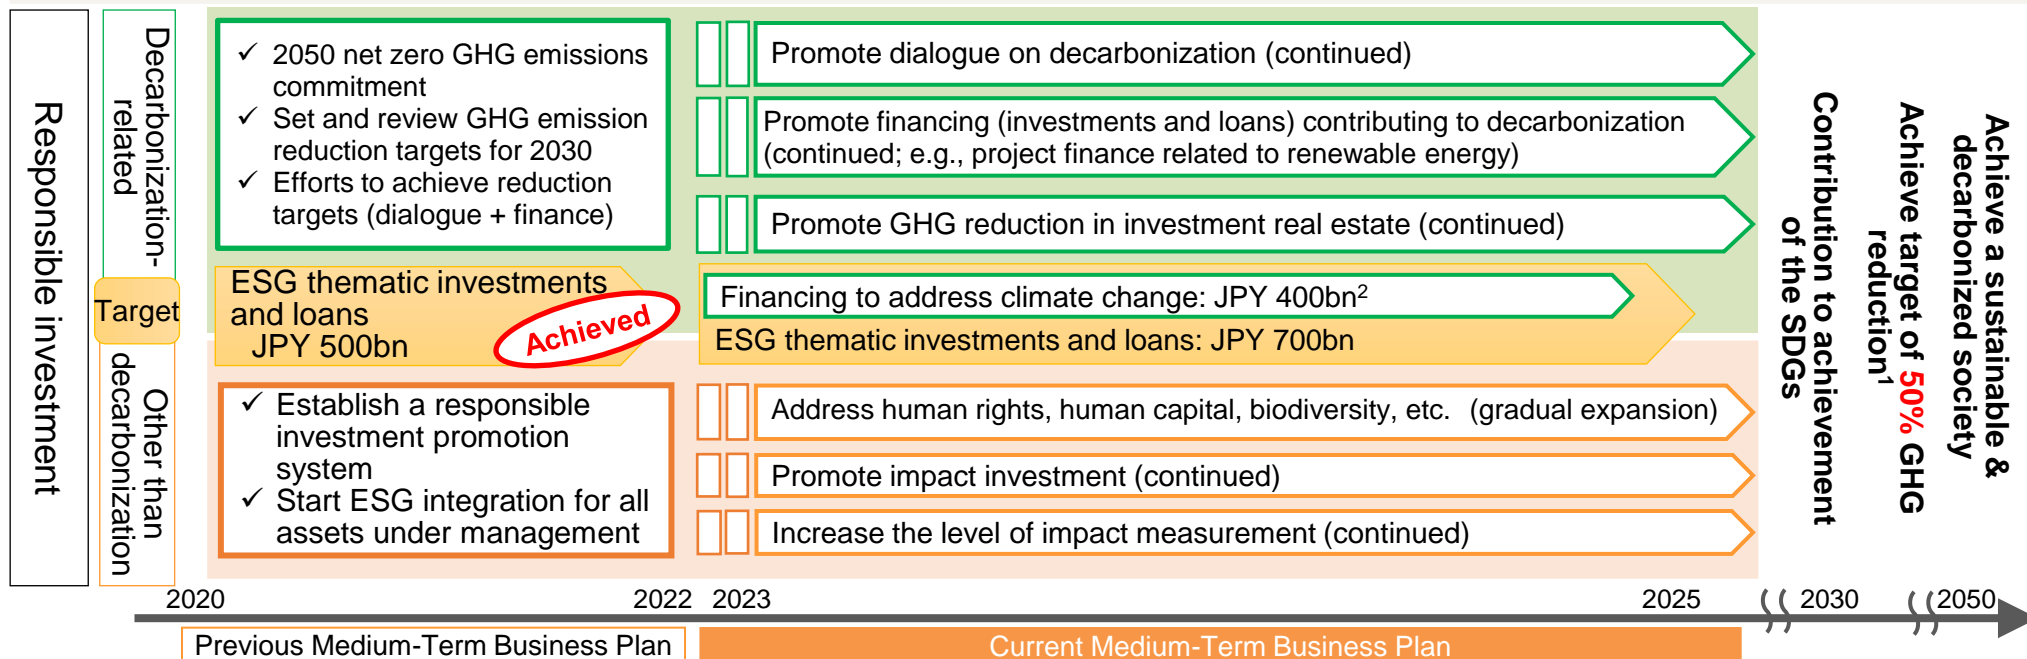 Responsible investment
Decarbonization-
related
Target
Other than
decarbonization
✓ 2050 net zero GHG emissions
commitment
✓ Set and review GHG emission
reduction targets for 2030
✓ Efforts to achieve reduction
targets (dialogue + finance)
Promote dialogue on decarbonization (continued)
Promote financing (investments and loans) contributing to decarbonization
(continued; e.g., project finance related to renewable energy)
Promote GHG reduction in investment real estate (continued)
ESG thematic investments
and loans
JPY 500bn
Achieved
Financing to address climate change: JPY 400bn²
ESG thematic investments and loans: JPY 700bn
✓ Establish a responsible
investment promotion
system
✓ Start ESG integration for all
assets under management
Address human rights, human capital, biodiversity, etc. (gradual expansion)
Promote impact investment (continued)
Increase the level of impact measurement (continued)
Contribution to achievement
of the SDGs
Achieve target of 50% GHG
reduction¹
Achieve a sustainable &
decarbonized society
2020 2022 2023 2025 2030 2050
Previous Medium-Term Business Plan
Current Medium-Term Business Plan